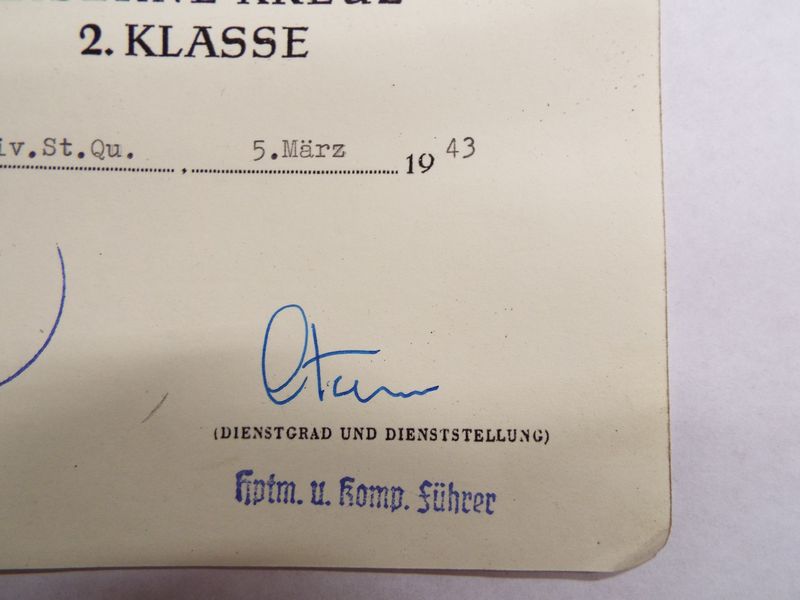 2. KLASSE
iv.St.Qu. , 5.März 19 43
(DIENSTGRAD UND DIENSTSTELLUNG)
Hptm. u. Komp. Führer